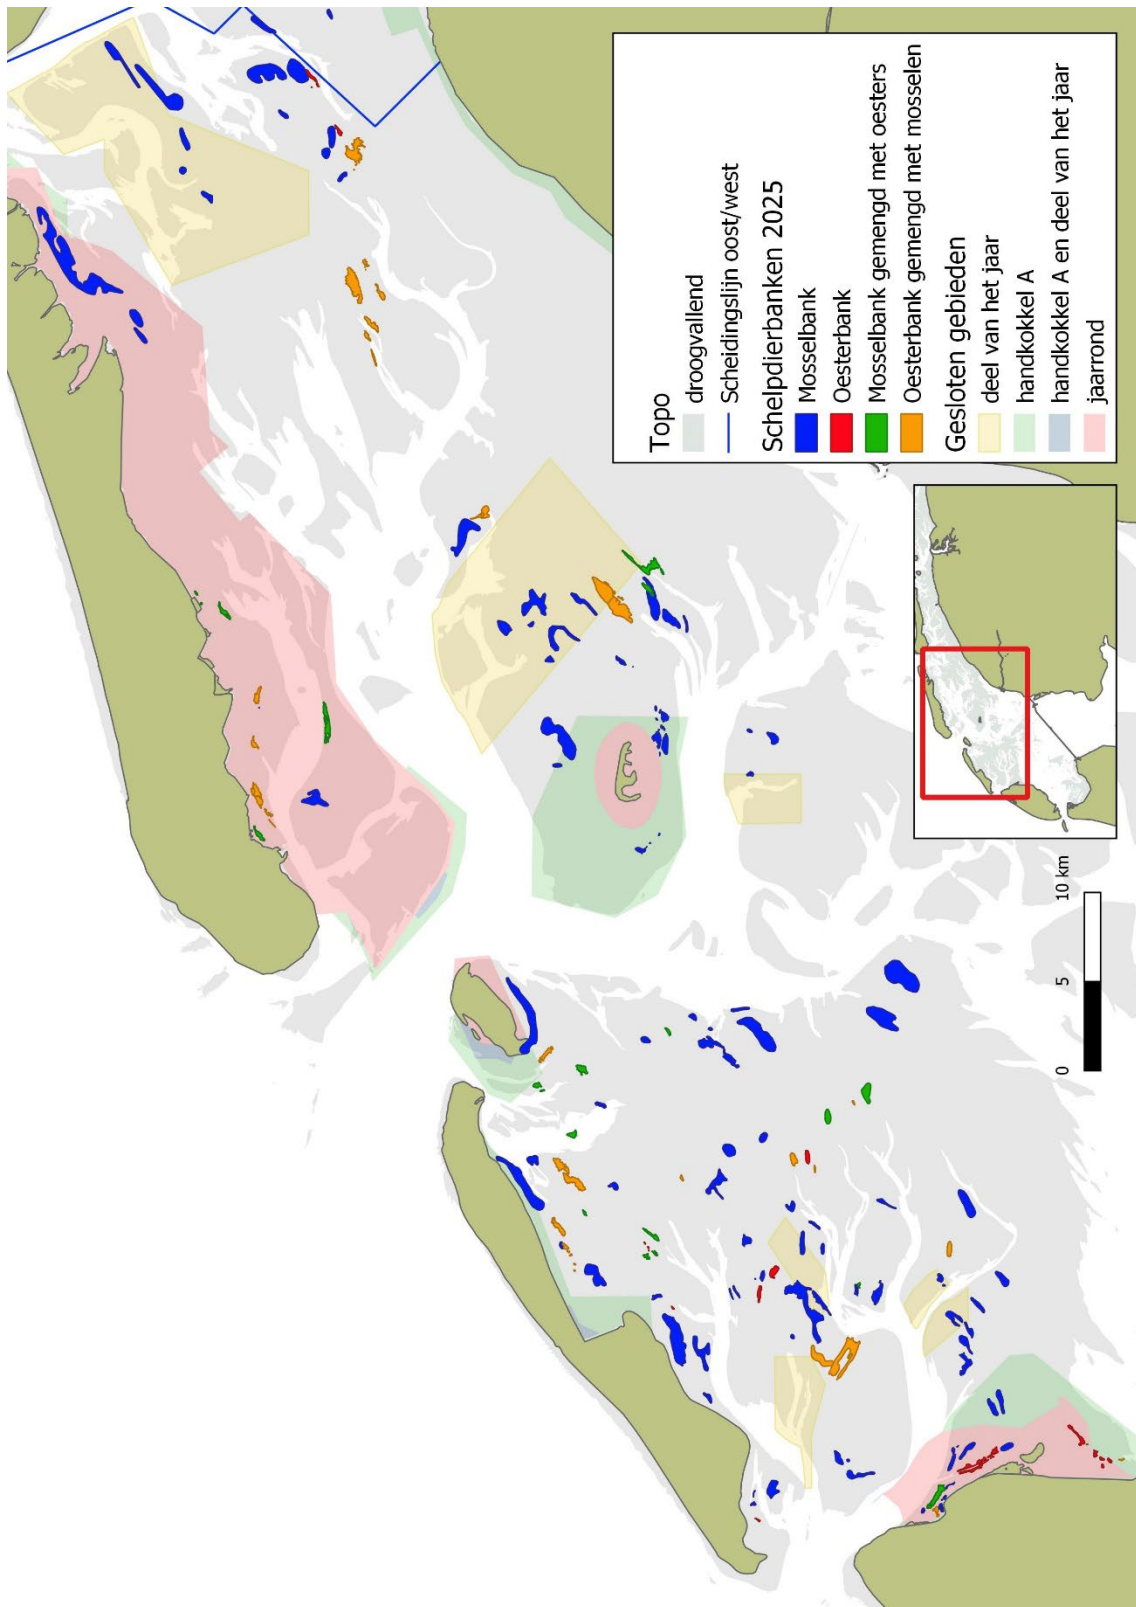 Topo
droogvallend
Scheidingslijn oost/west
Schelpdierbanken 2025
Mosselbank
Oesterbank
Mosselbank gemengd met oesters
Oesterbank gemengd met mosselen
Gesloten gebieden
deel van het jaar
handkokkel A
handkokkel A en deel van het jaar
jaarrond
0 5 10 km